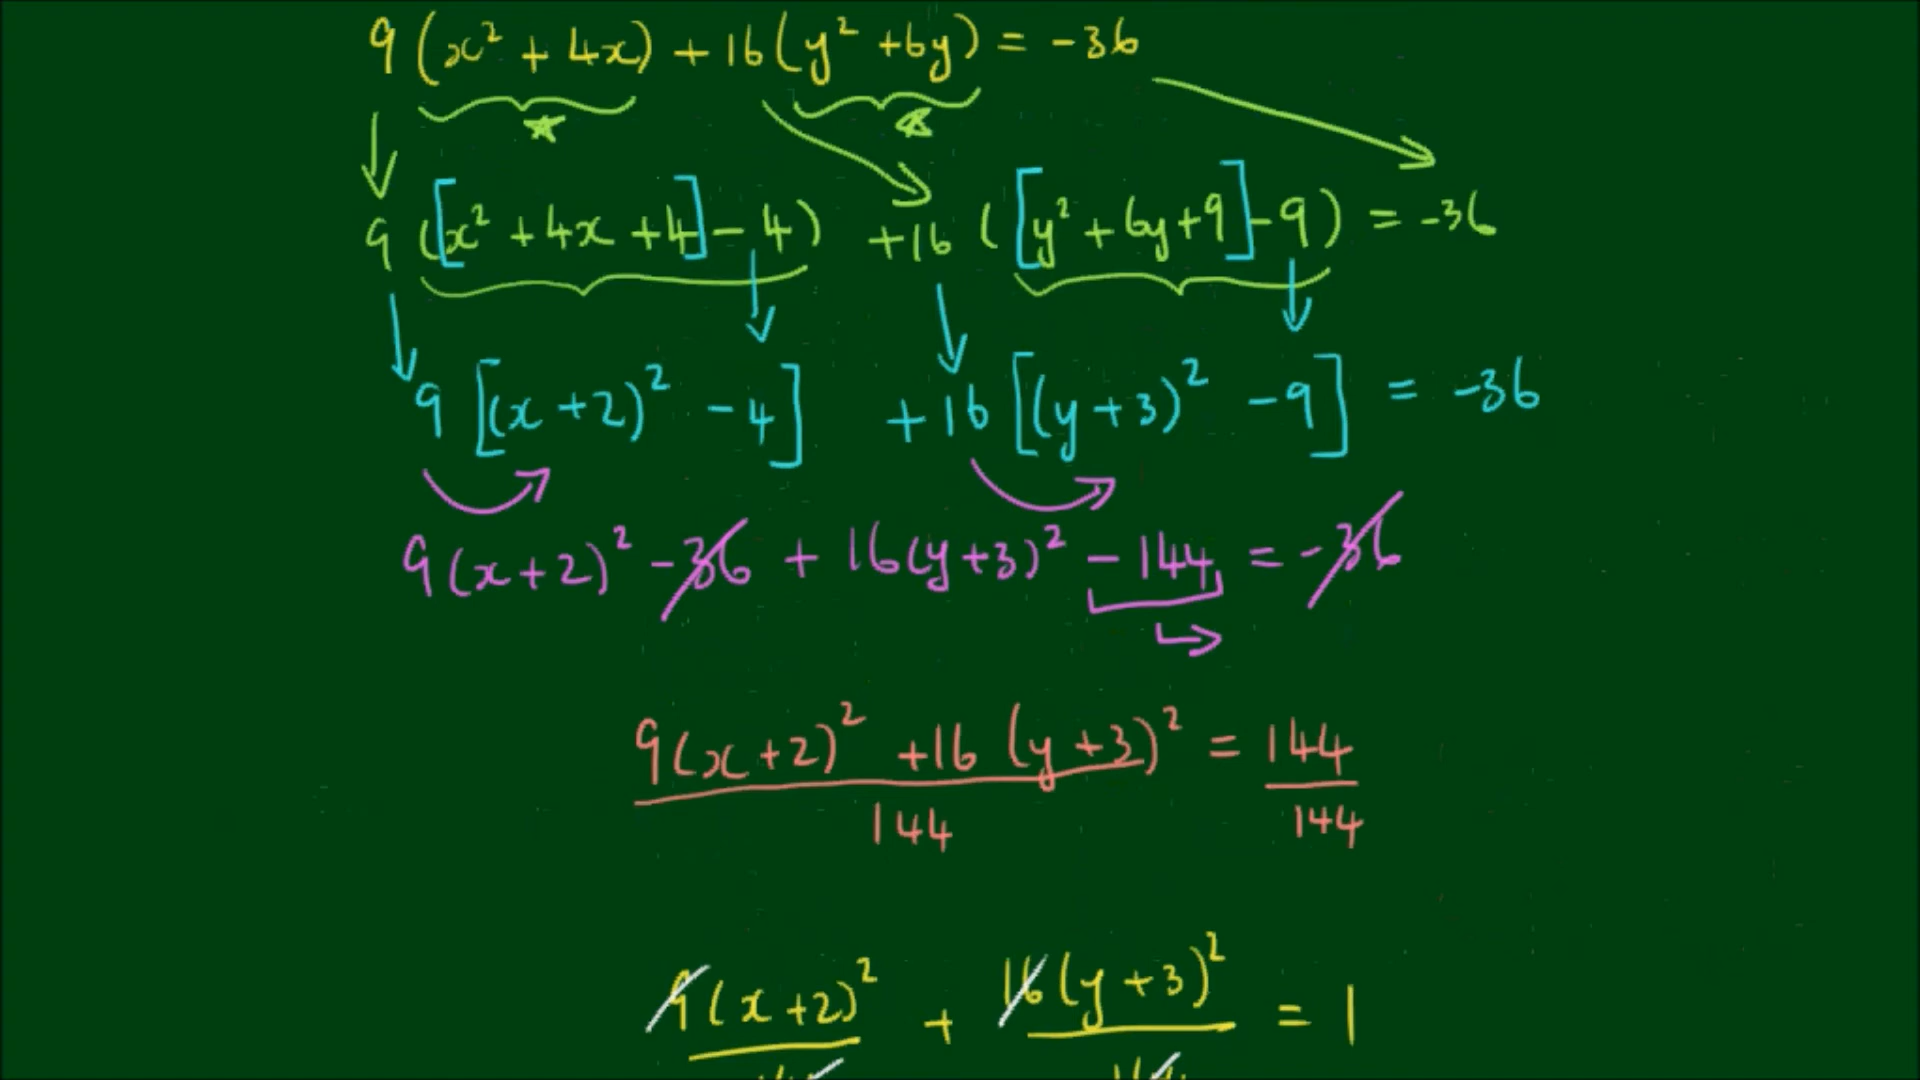 9(x² + 4x) + 16(y² + 6y) = -36
9([x² + 4x + 4] - 4) + 16([y² + 6y + 9] - 9) = -36
9[(x + 2)² - 4] + 16[(y + 3)² - 9] = -36
9(x + 2)² - 36 + 16(y + 3)² - 144 = -36
9(x + 2)² + 16(y + 3)² = 144
144 144
9(x + 2)² + 16(y + 3)² = 1